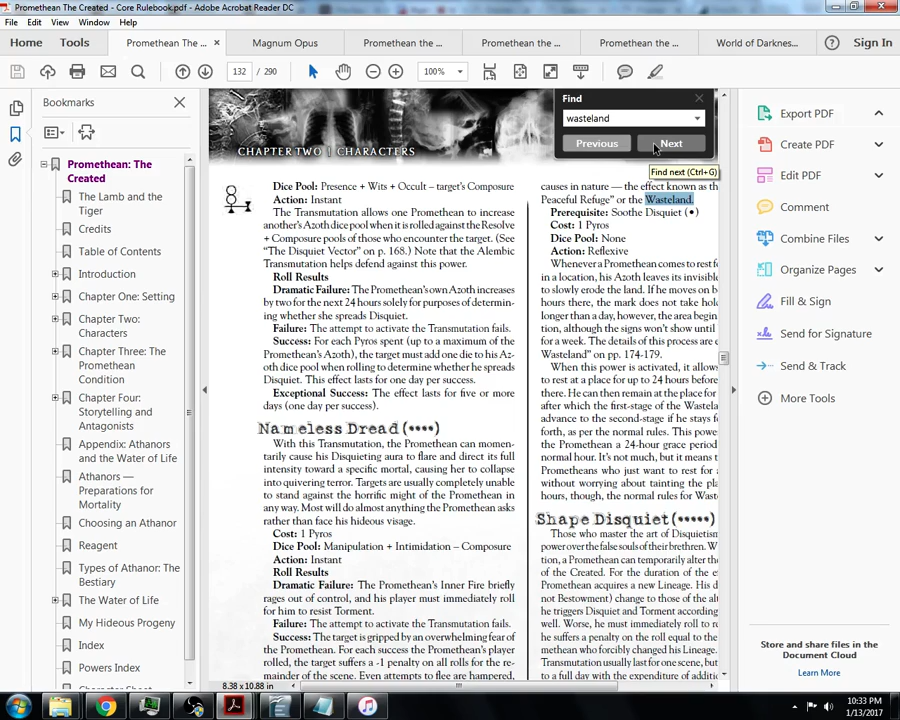 Promethean The Created - Core Rulebook.pdf - Adobe Acrobat Reader DC
File Edit View Window Help
Home Tools Promethean The ... × Magnum Opus Promethean the ... Promethean the ... Promethean the ... World of Darknes... Sign In
132 / 290 100%
Bookmarks
Promethean: The Created
The Lamb and the Tiger
Credits
Table of Contents
Introduction
Chapter One: Setting
Chapter Two: Characters
Chapter Three: The Promethean Condition
Chapter Four: Storytelling and Antagonists
Appendix: Athanors and the Water of Life
Athanors — Preparations for Mortality
Choosing an Athanor
Reagent
Types of Athanor: The Bestiary
The Water of Life
My Hideous Progeny
Index
Powers Index
Character Sheet
CHAPTER TWO | CHARACTERS
Dice Pool: Presence + Wits + Occult – target's Composure
Action: Instant
The Transmutation allows one Promethean to increase
another's Azoth dice pool when it is rolled against the Resolve
+ Composure pools of those who encounter the target. (See
"The Disquiet Vector" on p. 168.) Note that the Alembic
Transmutation helps defend against this power.
Roll Results
Dramatic Failure: The Promethean's own Azoth increases
by two for the next 24 hours solely for purposes of determin-
ing whether she spreads Disquiet.
Failure: The attempt to activate the Transmutation fails.
Success: For each Pyros spent (up to a maximum of the
Promethean's Azoth), the target must add one die to his Az-
oth dice pool when rolling to determine whether he spreads
Disquiet. This effect lasts for one day per success.
Exceptional Success: The effect lasts for five or more
days (one day per success).
Nameless Dread (••••)
With this Transmutation, the Promethean can momen-
tarily cause his Disquieting aura to flare and direct its full
intensity toward a specific mortal, causing her to collapse
into quivering terror. Targets are usually completely unable
to stand against the horrific might of the Promethean in
any way. Most will do almost anything the Promethean asks
rather than face his hideous visage.
Cost: 1 Pyros
Dice Pool: Manipulation + Intimidation – Composure
Action: Instant
Roll Results
Dramatic Failure: The Promethean's Inner Fire briefly
rages out of control, and his player must immediately roll
for him to resist Torment.
Failure: The attempt to activate the Transmutation fails.
Success: The target is gripped by an overwhelming fear of
the Promethean. For each success the Promethean's player
rolled, the target suffers a -1 penalty on all rolls for the re-
mainder of the scene. Even attempts to flee are hampered,
8.38 x 10.88 in
Find
wasteland
Previous Next
Find next (Ctrl+G)
causes in nature — the effect known as th
Peaceful Refuge" or the Wasteland.
Prerequisite: Soothe Disquiet (•)
Cost: 1 Pyros
Dice Pool: None
Action: Reflexive
Whenever a Promethean comes to rest f
in a location, his Azoth leaves its invisibl
to slowly erode the land. If he moves on b
hours there, the mark does not take hol
longer than a day, however, the area begin
tion, although the signs won't show until
for a week. The details of this process are
Wasteland" on pp. 174-179.
When this power is activated, it allows
to rest at a place for up to 24 hours before
there. He can then remain at the place for
after which the first-stage of the Wastela
advance to the second-stage if he stays f
forth, as per the normal rules. This powe
the Promethean a 24-hour grace period
normal hour. It's not much, but it means t
Prometheans who just want to rest for
without worrying about tainting the pla
hours, though, the normal rules for Wast
Shape Disquiet (•••••)
Those who master the art of Disquietism
power over the false souls of their brethren. W
tion, a Promethean can temporarily alter the
of the Created. For the duration of the ef
Promethean acquires a new Lineage. His d
not Bestowment) change to those of the alt
he triggers Disquiet and Torment according
well. Worse, he must immediately roll to re
he suffers a penalty on the roll equal to the
methean who forcibly changed his Lineage.
Transmutation usually last for one scene, but
to a full day with the expenditure of additio
Export PDF
Create PDF
Edit PDF
Comment
Combine Files
Organize Pages
Fill & Sign
Send for Signature
Send & Track
More Tools
Store and share files in the
Document Cloud
Learn More
10:33 PM
1/13/2017